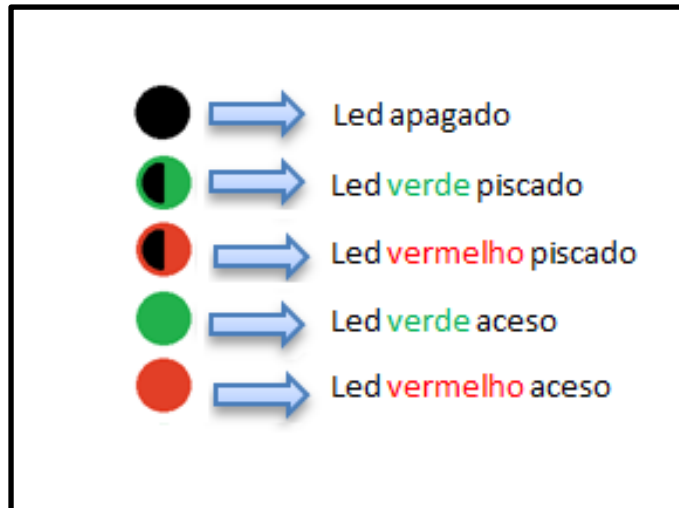 Led apagado
Led verde piscado
Led vermelho piscado
Led verde aceso
Led vermelho aceso